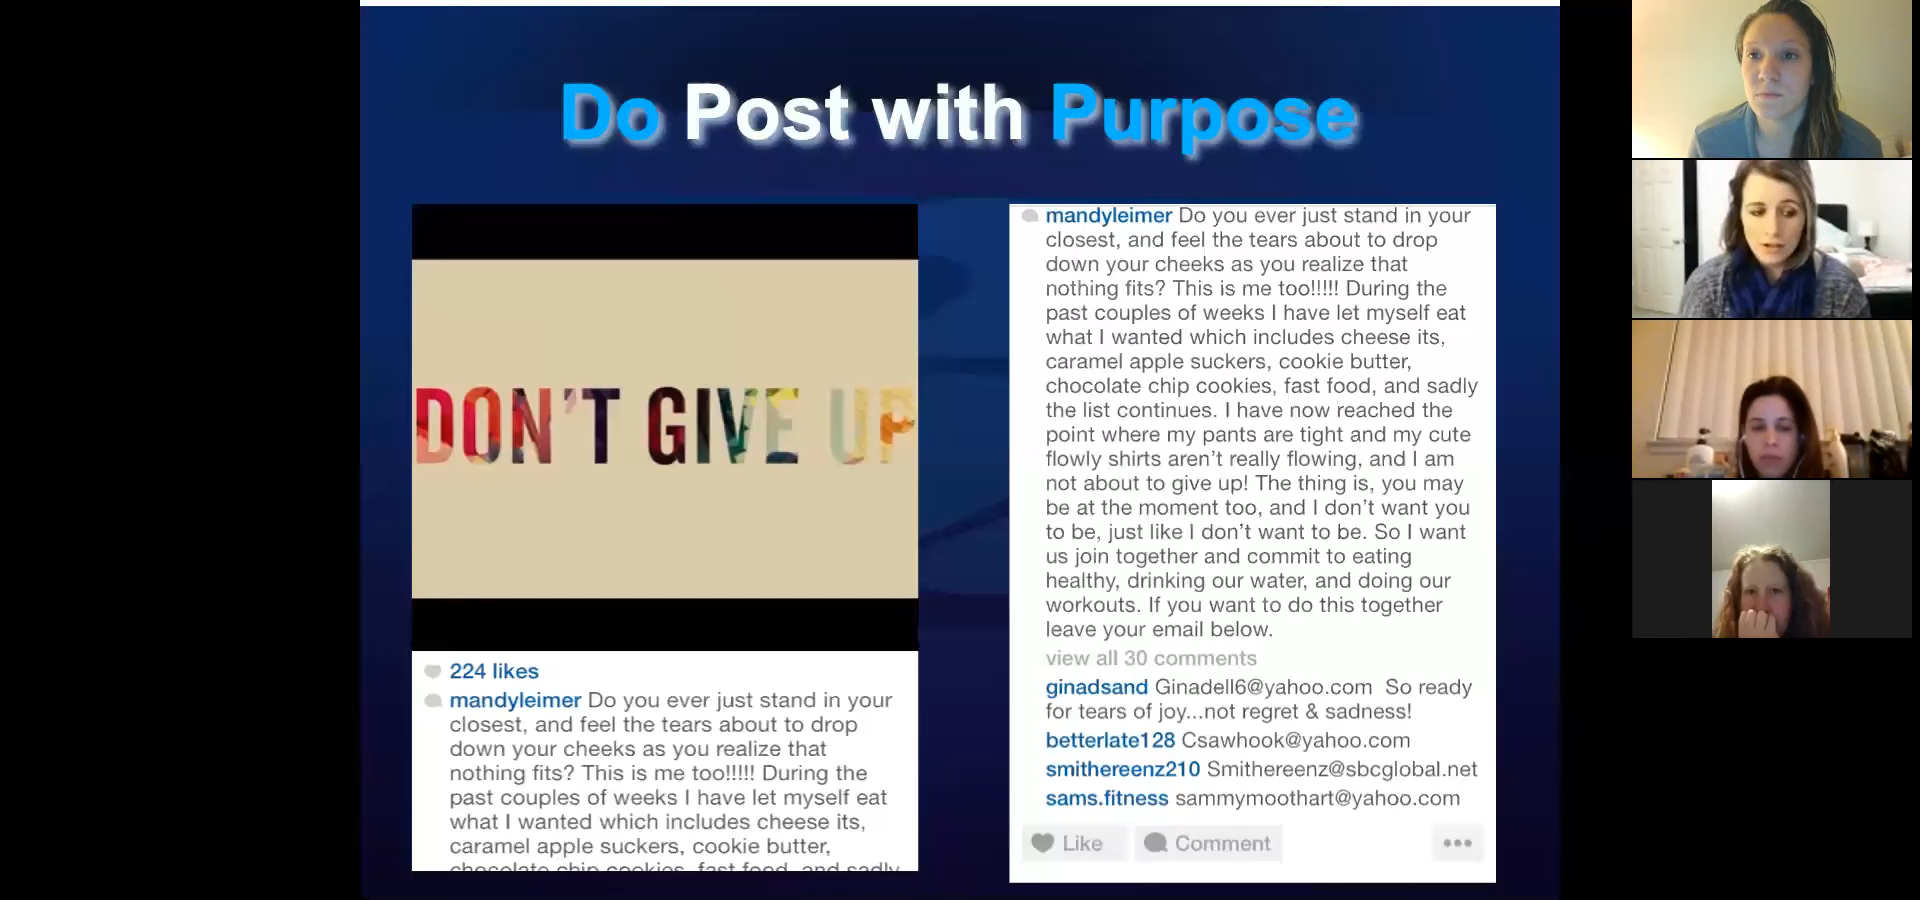 Do Post with Purpose
DON'T GIVE UP
224 likes
mandyleimer Do you ever just stand in your
closest, and feel the tears about to drop
down your cheeks as you realize that
nothing fits? This is me too!!!!! During the
past couples of weeks I have let myself eat
what I wanted which includes cheese its,
caramel apple suckers, cookie butter,
chocolate chip cookies, fast food, and sadly
mandyleimer Do you ever just stand in your
closest, and feel the tears about to drop
down your cheeks as you realize that
nothing fits? This is me too!!!!! During the
past couples of weeks I have let myself eat
what I wanted which includes cheese its,
caramel apple suckers, cookie butter,
chocolate chip cookies, fast food, and sadly
the list continues. I have now reached the
point where my pants are tight and my cute
flowly shirts aren't really flowing, and I am
not about to give up! The thing is, you may
be at the moment too, and I don't want you
to be, just like I don't want to be. So I want
us join together and commit to eating
healthy, drinking our water, and doing our
workouts. If you want to do this together
leave your email below.
view all 30 comments
ginadsand Ginadell6@yahoo.com So ready
for tears of joy...not regret & sadness!
betterlate128 Csawhook@yahoo.com
smithereenz210 Smithereenz@sbcglobal.net
sams.fitness sammymoothart@yahoo.com
Like Comment